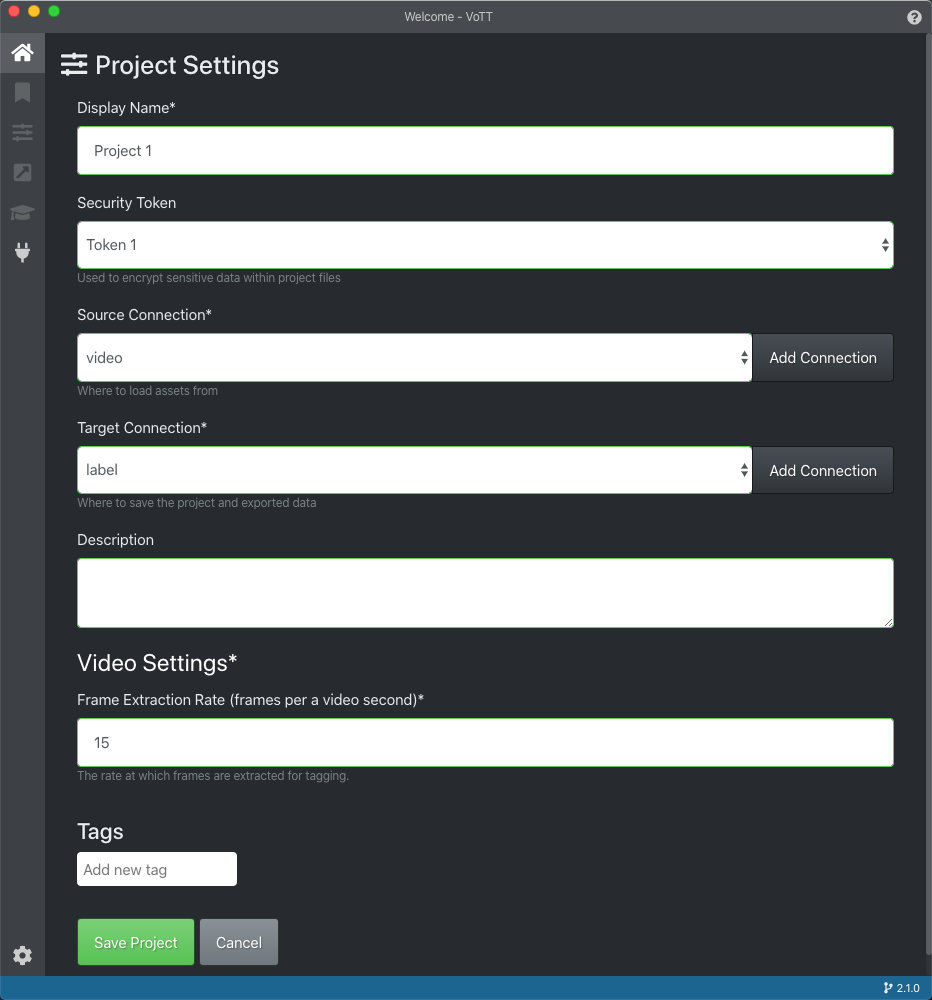 Welcome - VoTT
Project Settings
Display Name*
Project 1
Security Token
Token 1
Used to encrypt sensitive data within project files
Source Connection*
video
Add Connection
Where to load assets from
Target Connection*
label
Add Connection
Where to save the project and exported data
Description
Video Settings*
Frame Extraction Rate (frames per a video second)*
15
The rate at which frames are extracted for tagging.
Tags
Add new tag
Save Project
Cancel
2.1.0